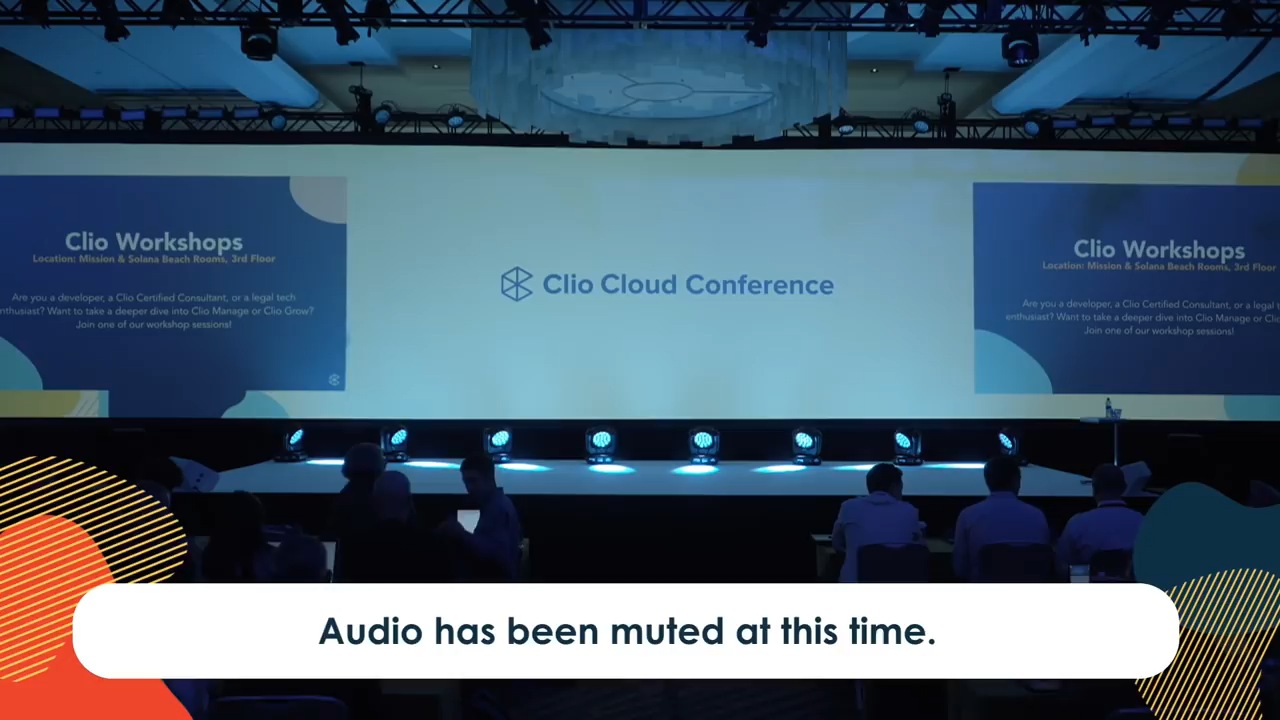 Clio Workshops
Location: Mission & Solana Beach Rooms, 3rd Floor
Are you a developer, a Clio Certified Consultant, or a legal tech
nthusiast? Want to take a deeper dive into Clio Manage or Clio Grow?
Join one of our workshop sessions!
Clio Cloud Conference
Clio Workshops
Location: Mission & Solana Beach Rooms, 3rd Floor
Are you a developer, a Clio Certified Consultant, or a legal t
enthusiast? Want to take a deeper dive into Clio Manage or Cli
Join one of our workshop sessions!
Audio has been muted at this time.